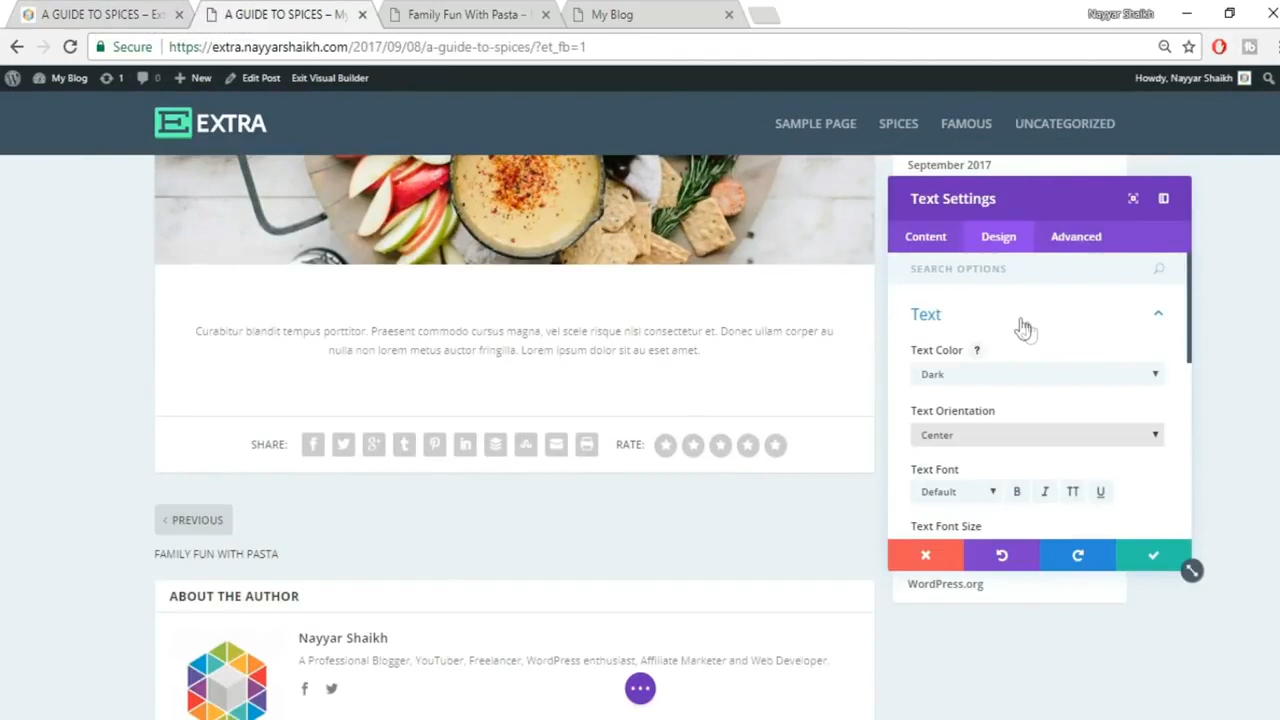 A GUIDE TO SPICES – Ex
A GUIDE TO SPICES – My
Family Fun With Pasta –
My Blog
Nayyar Shaikh
Secure
https://extra.nayyarshaikh.com/2017/09/08/a-guide-to-spices/?et_fb=1
My Blog
1
0
New
Edit Post
Exit Visual Builder
Howdy, Nayyar Shaikh
EXTRA
SAMPLE PAGE
SPICES
FAMOUS
UNCATEGORIZED
September 2017
Text Settings
Content
Design
Advanced
SEARCH OPTIONS
Text
Text Color ?
Dark
Text Orientation
Center
Text Font
Default
B
I
TT
U
Text Font Size
WordPress.org
Curabitur blandit tempus porttitor. Praesent commodo cursus magna, vel scele risque nisl consectetur et. Donec ullam corper au
nulla non lorem metus auctor fringilla. Lorem ipsum dolor sit eset amet.
SHARE:
RATE:
PREVIOUS
FAMILY FUN WITH PASTA
ABOUT THE AUTHOR
Nayyar Shaikh
A Professional Blogger, YouTuber, Freelancer, WordPress enthusiast, Affiliate Marketer and Web Developer.